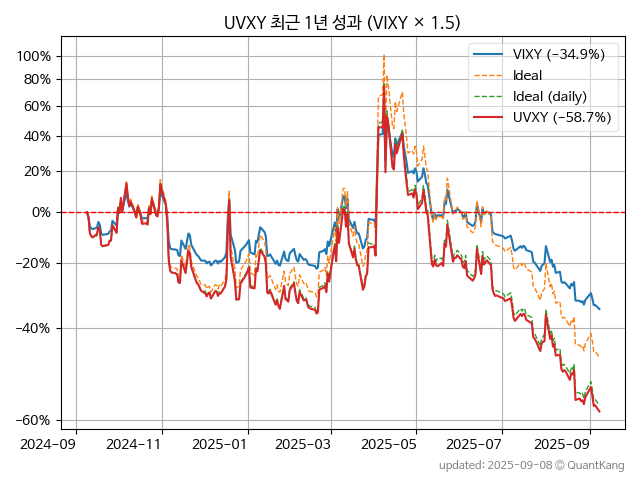 UVXY 최근 1년 성과 (VIXY × 1.5)
100%
80%
60%
40%
20%
0%
−20%
−40%
−60%
VIXY (−34.9%)
Ideal
Ideal (daily)
UVXY (−58.7%)
2024-09
2024-11
2025-01
2025-03
2025-05
2025-07
2025-09
updated: 2025-09-08 © QuantKang